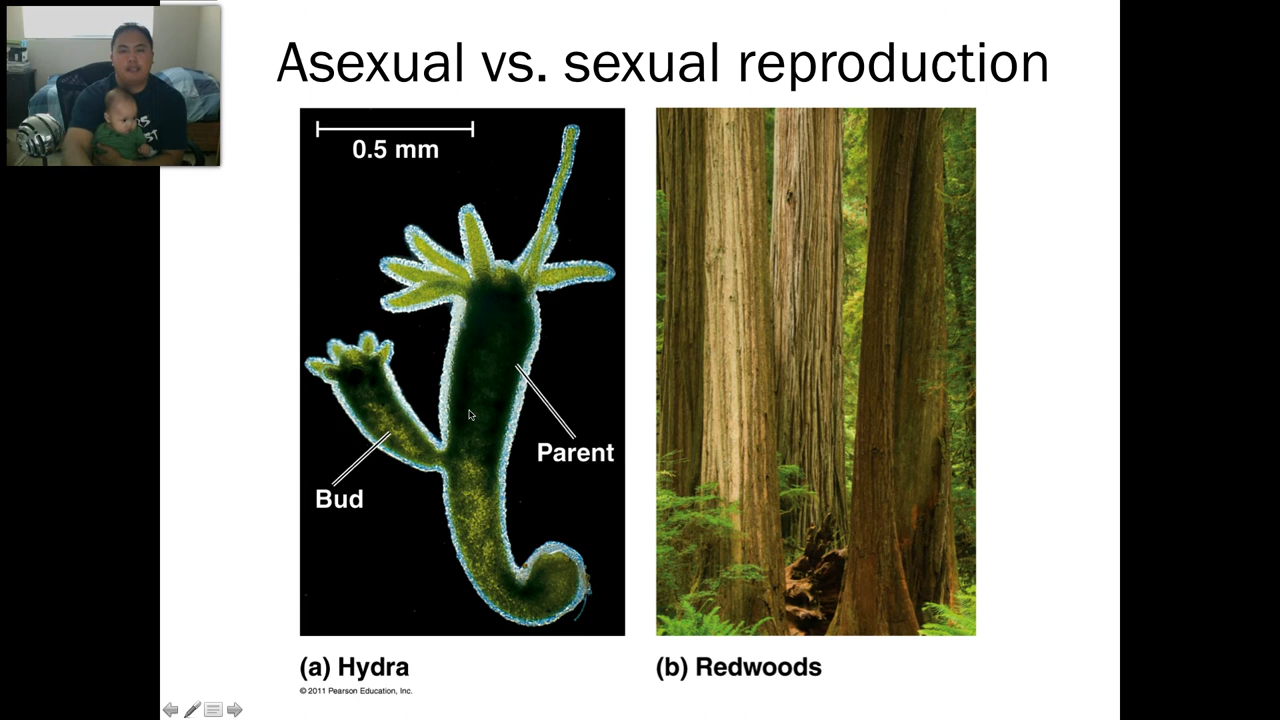 Asexual vs. sexual reproduction
0.5 mm
Parent
Bud
(a) Hydra
(b) Redwoods
© 2011 Pearson Education, Inc.